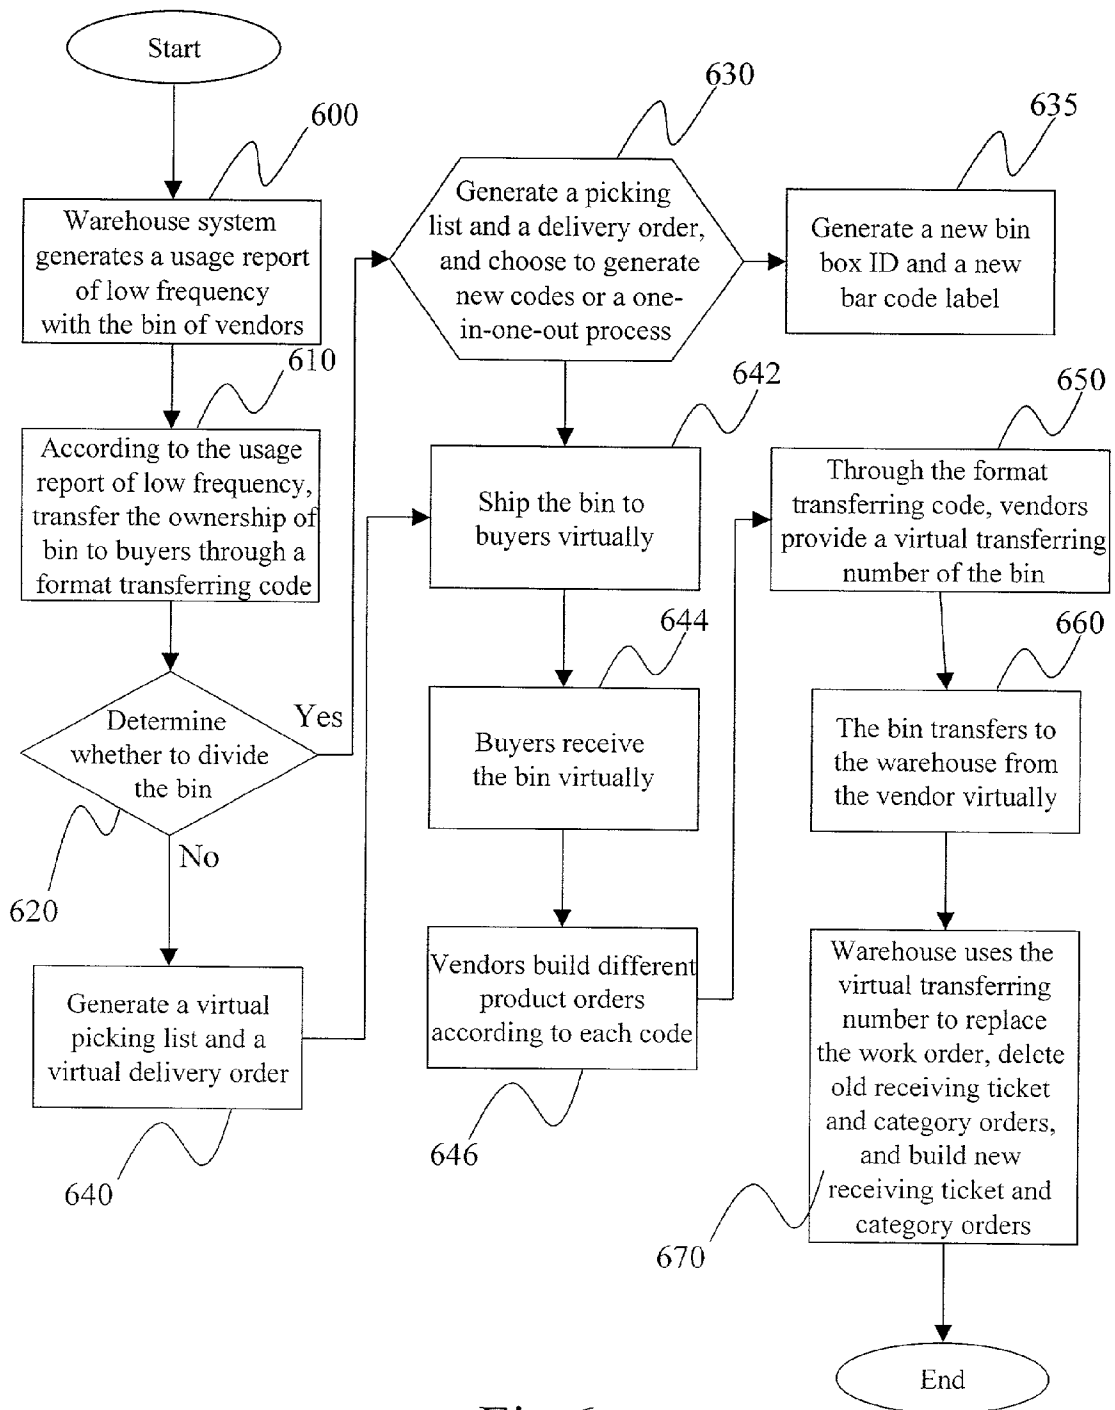 Start
600
Warehouse system
generates a usage report
of low frequency
with the bin of vendors
610
According to the usage
report of low frequency,
transfer the ownership of
bin to buyers through a
format transferring code
Determine
whether to divide
the bin
Yes
No
620
Generate a virtual
picking list and a
virtual delivery order
640
630
Generate a picking
list and a delivery order,
and choose to generate
new codes or a one-
in-one-out process
635
Generate a new bin
box ID and a new
bar code label
642
Ship the bin to
buyers virtually
644
Buyers receive
the bin virtually
Vendors build different
product orders
according to each code
646
650
Through the format
transferring code, vendors
provide a virtual transferring
number of the bin
660
The bin transfers to
the warehouse from
the vendor virtually
Warehouse uses the
virtual transferring
number to replace
the work order, delete
old receiving ticket
and category orders,
and build new
receiving ticket and
category orders
670
End